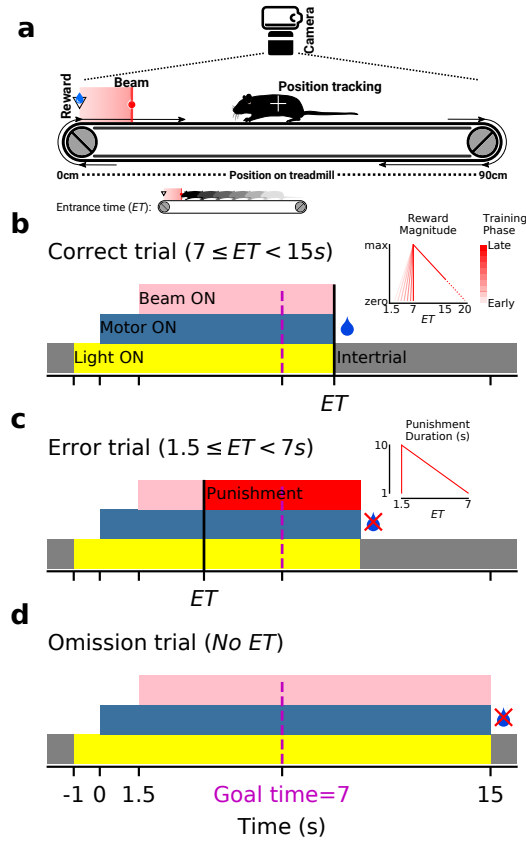 a
Camera
Reward
Beam
Position tracking
0cm
Position on treadmill
90cm
Entrance time (ET):
b
Correct trial (7 ≤ ET < 15s)
Reward
Magnitude
Training
Phase
max
zero
1.5 7 15 20
ET
Late
Early
Beam ON
Motor ON
Light ON
Intertrial
ET
c
Error trial (1.5 ≤ ET < 7s)
Punishment
Duration (s)
10
1
1.5 7
ET
Punishment
ET
d
Omission trial (No ET)
-1 0 1.5 Goal time=7 15
Time (s)